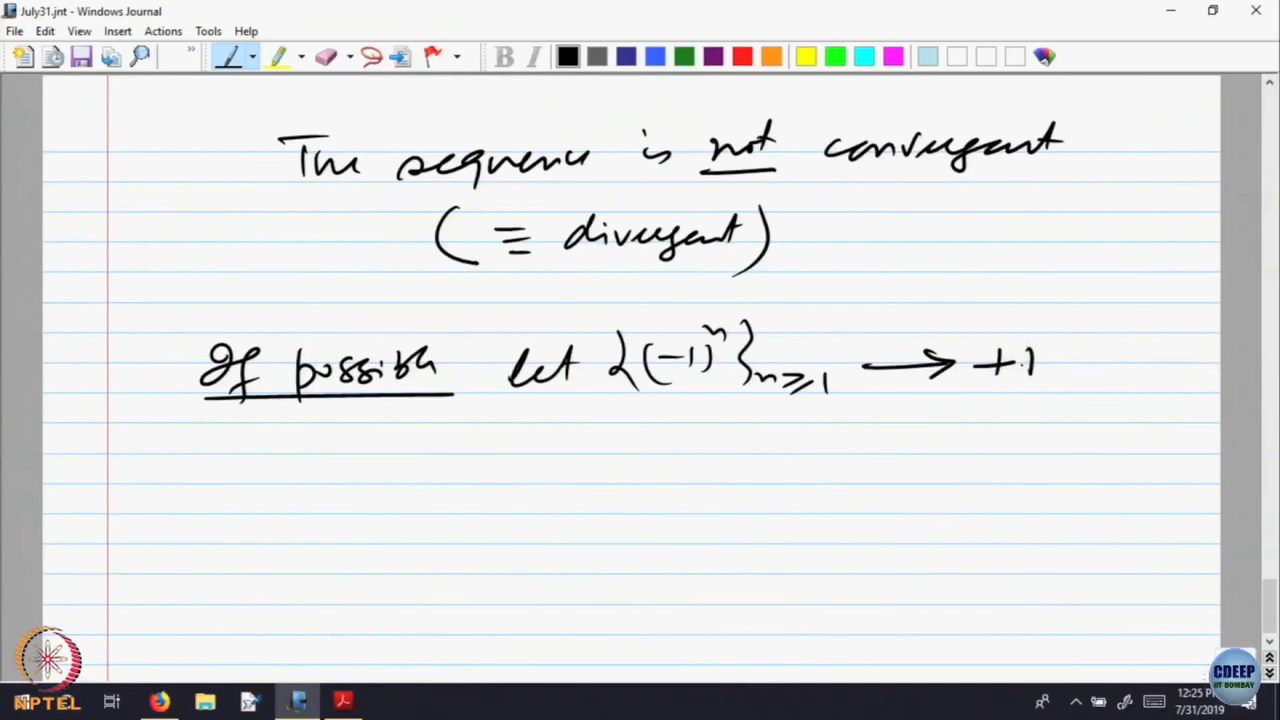 July31.jnt - Windows Journal
File Edit View Insert Actions Tools Help
B I
The sequence is not convergent
( ≡ divergent )
If possible let {(-1)^n}_{n≥1} → +1
NPTEL
CDEEP
IIT BOMBAY
12:25 PM
7/31/2019